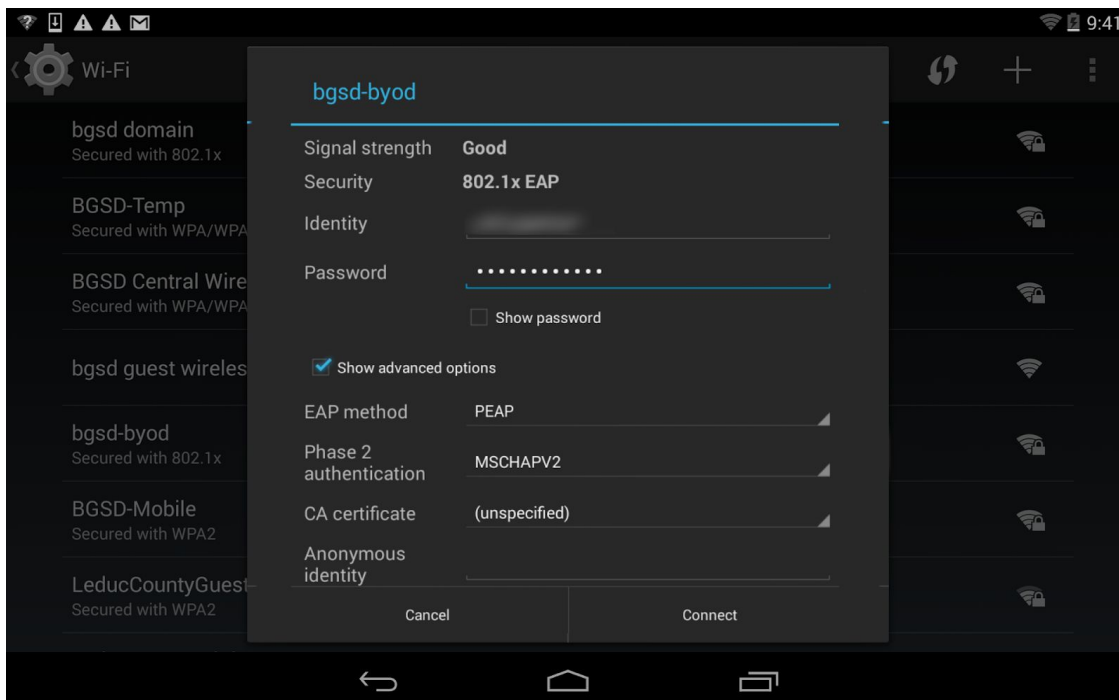 9:41
Wi-Fi
bgsd domain
Secured with 802.1x
BGSD-Temp
Secured with WPA/WPA
BGSD Central Wire
Secured with WPA/WPA
bgsd guest wireles
bgsd-byod
Secured with 802.1x
BGSD-Mobile
Secured with WPA2
LeducCountyGuest
Secured with WPA2
bgsd-byod
Signal strength Good
Security 802.1x EAP
Identity
Password ••••••••••••
Show password
Show advanced options
EAP method PEAP
Phase 2
authentication MSCHAPV2
CA certificate (unspecified)
Anonymous
identity
Cancel Connect